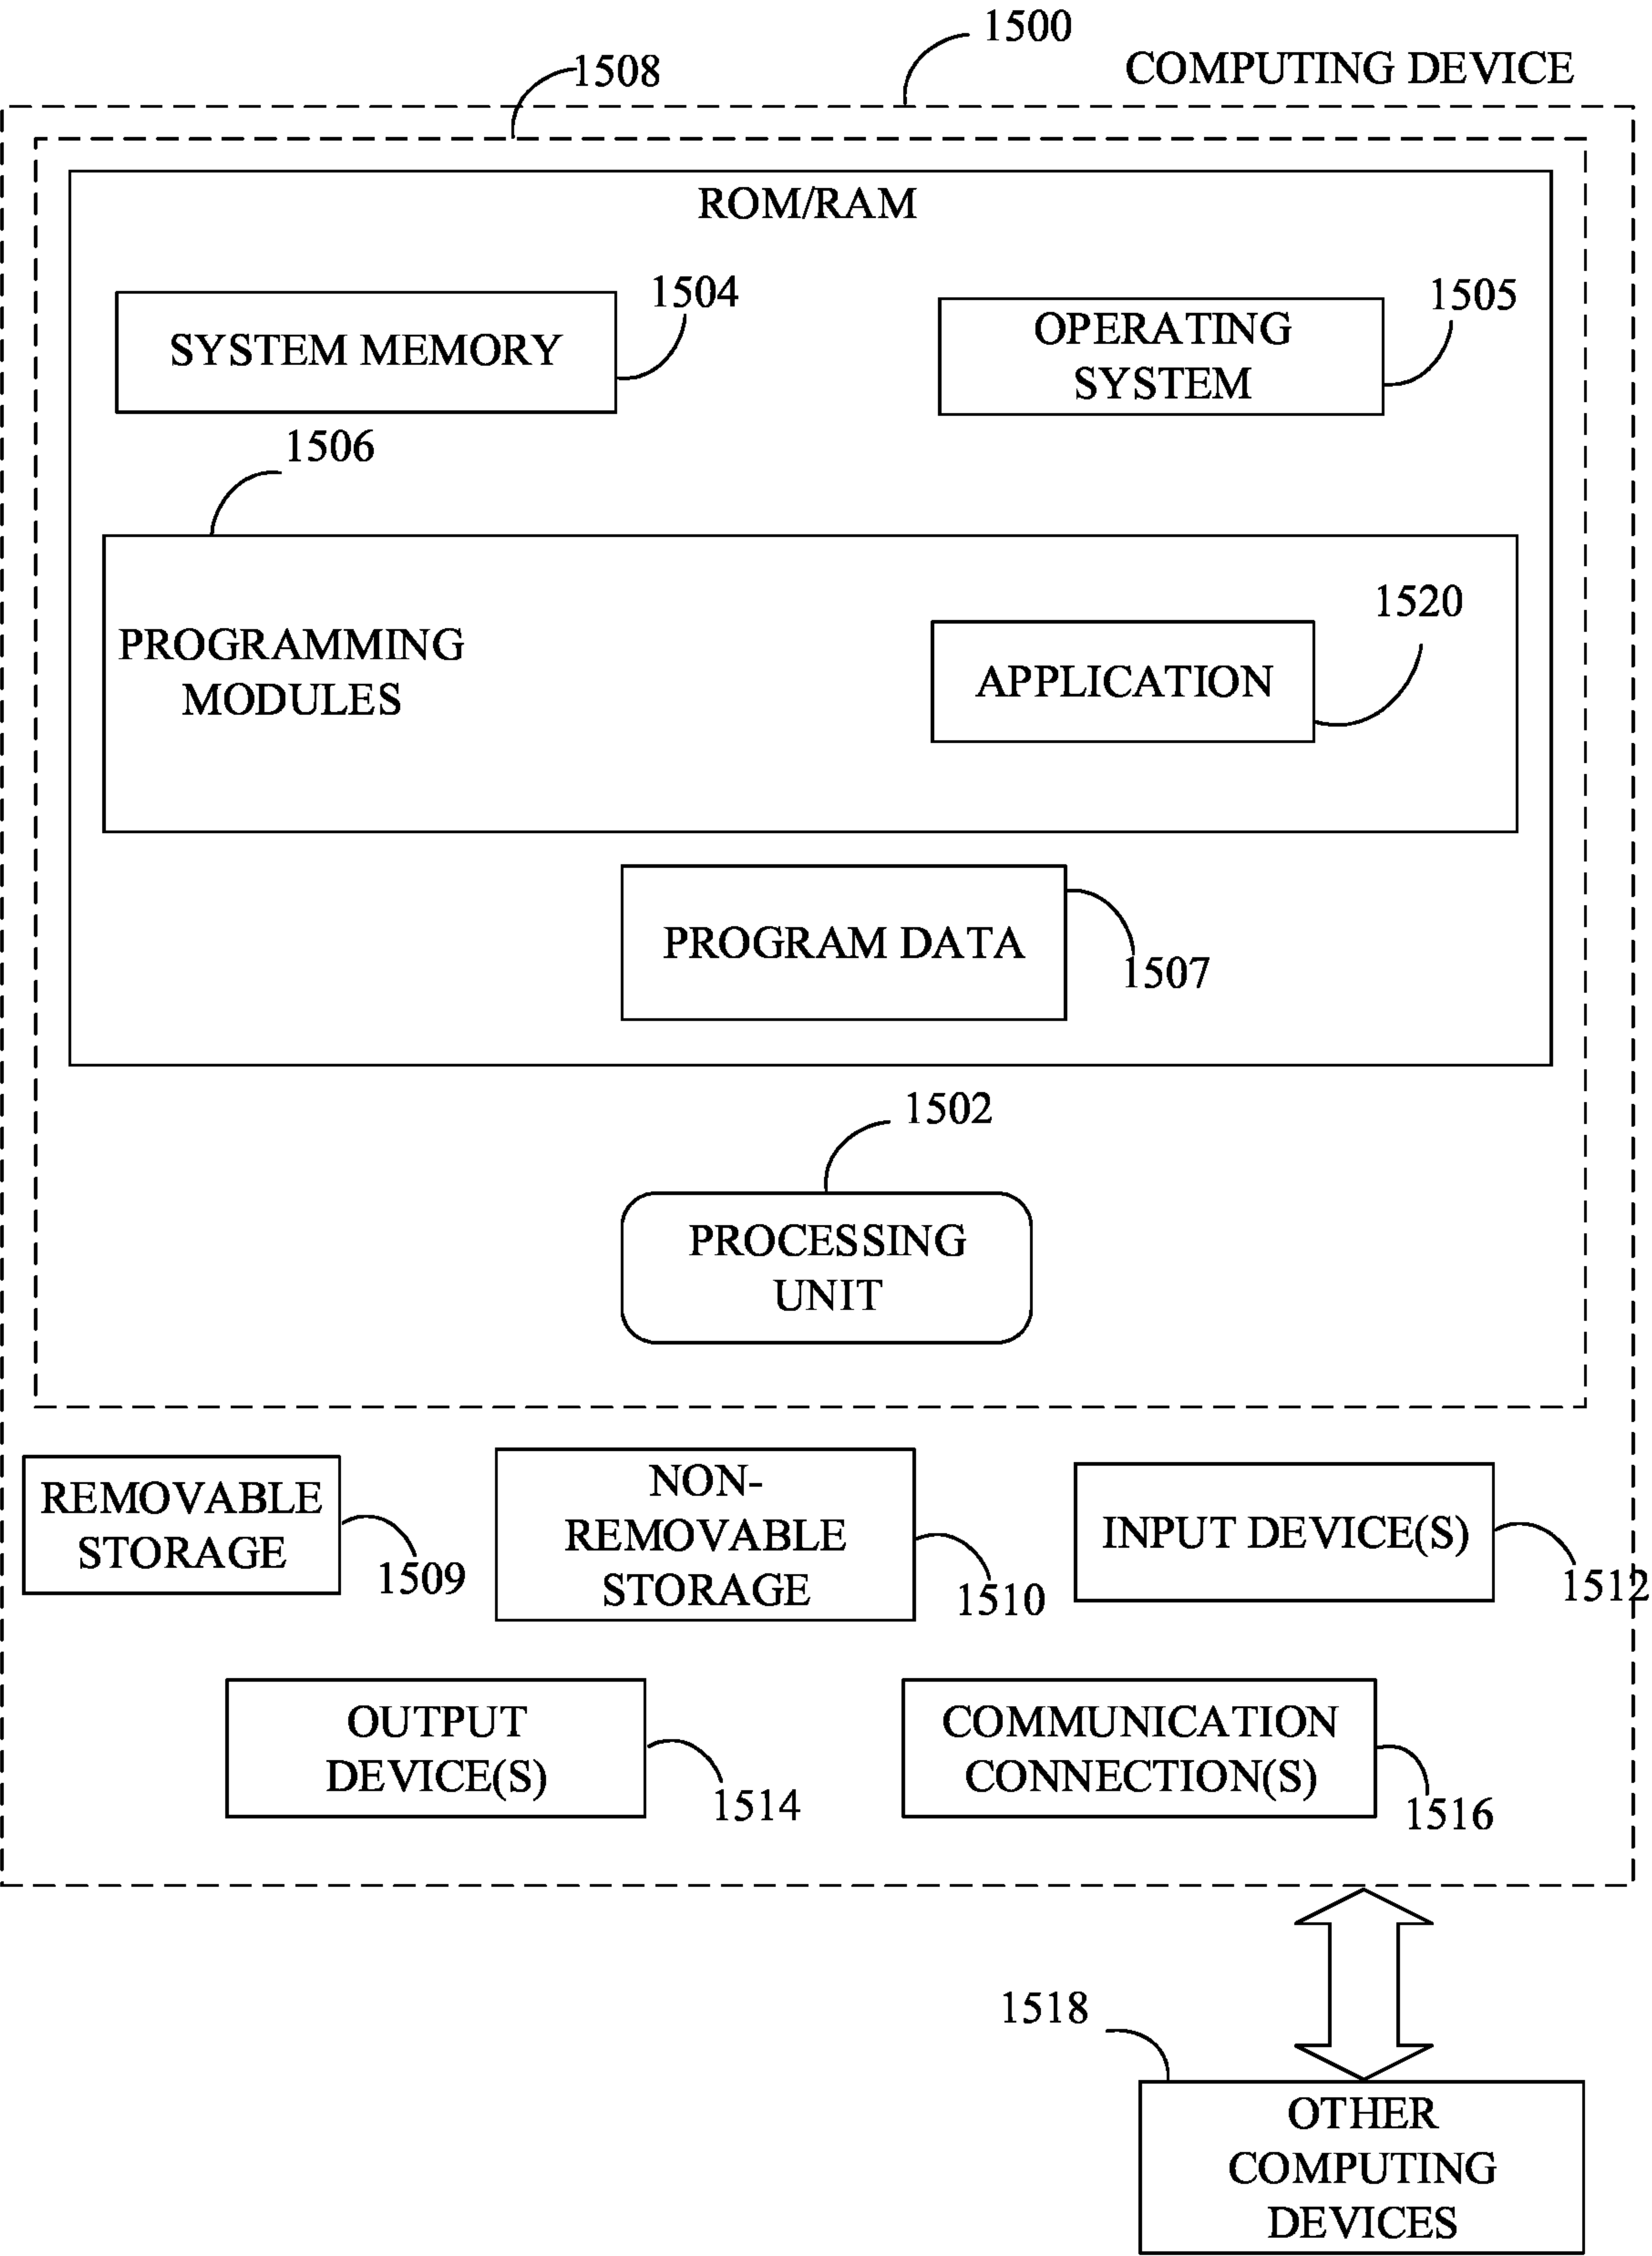 1500
COMPUTING DEVICE
1508
ROM/RAM
SYSTEM MEMORY
1504
OPERATING
SYSTEM
1505
1506
PROGRAMMING
MODULES
APPLICATION
1520
PROGRAM DATA
1507
1502
PROCESSING
UNIT
REMOVABLE
STORAGE
1509
NON-
REMOVABLE
STORAGE
1510
INPUT DEVICE(S)
1512
OUTPUT
DEVICE(S)
1514
COMMUNICATION
CONNECTION(S)
1516
1518
OTHER
COMPUTING
DEVICES